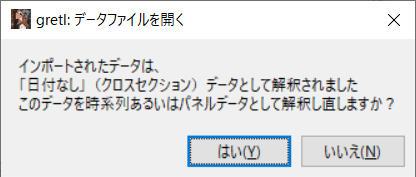 gretl: データファイルを開く
インポートされたデータは、
「日付なし」（クロスセクション）データとして解釈されました
このデータを時系列あるいはパネルデータとして解釈し直しますか？
はい(Y)
いいえ(N)